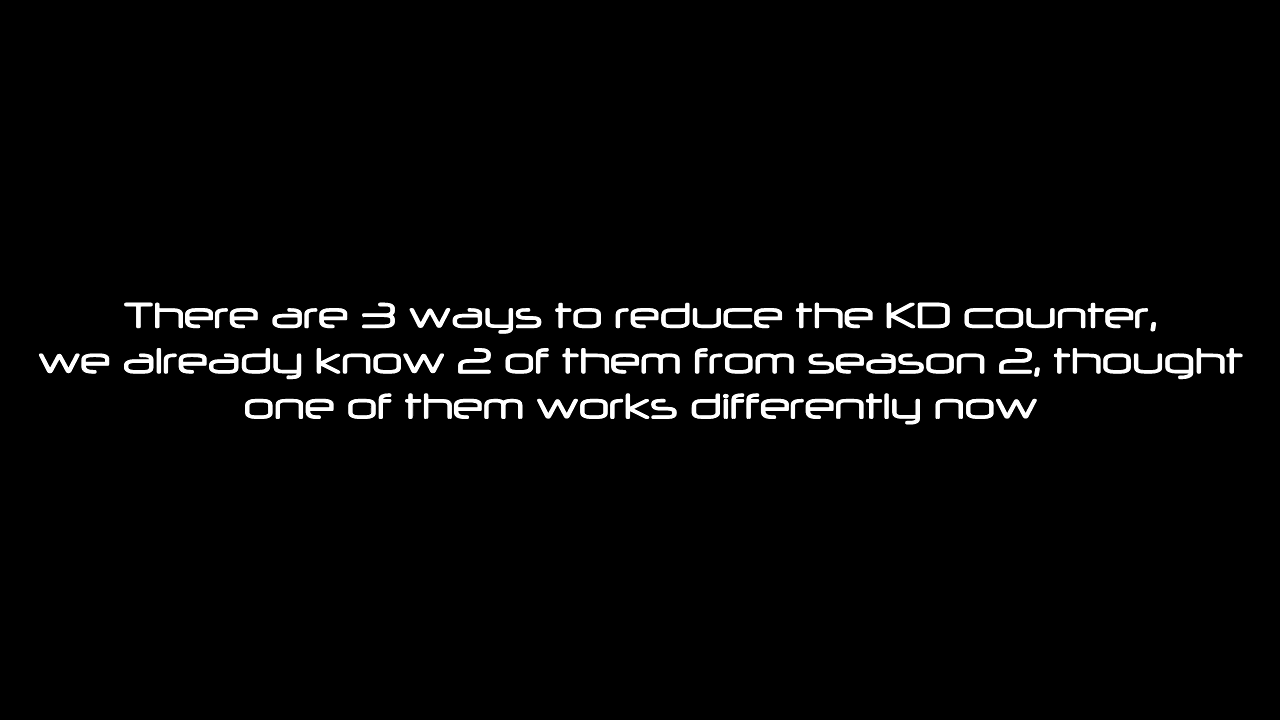 There are 3 ways to reduce the KD counter,
we already know 2 of them from season 2, thought
one of them works differently now